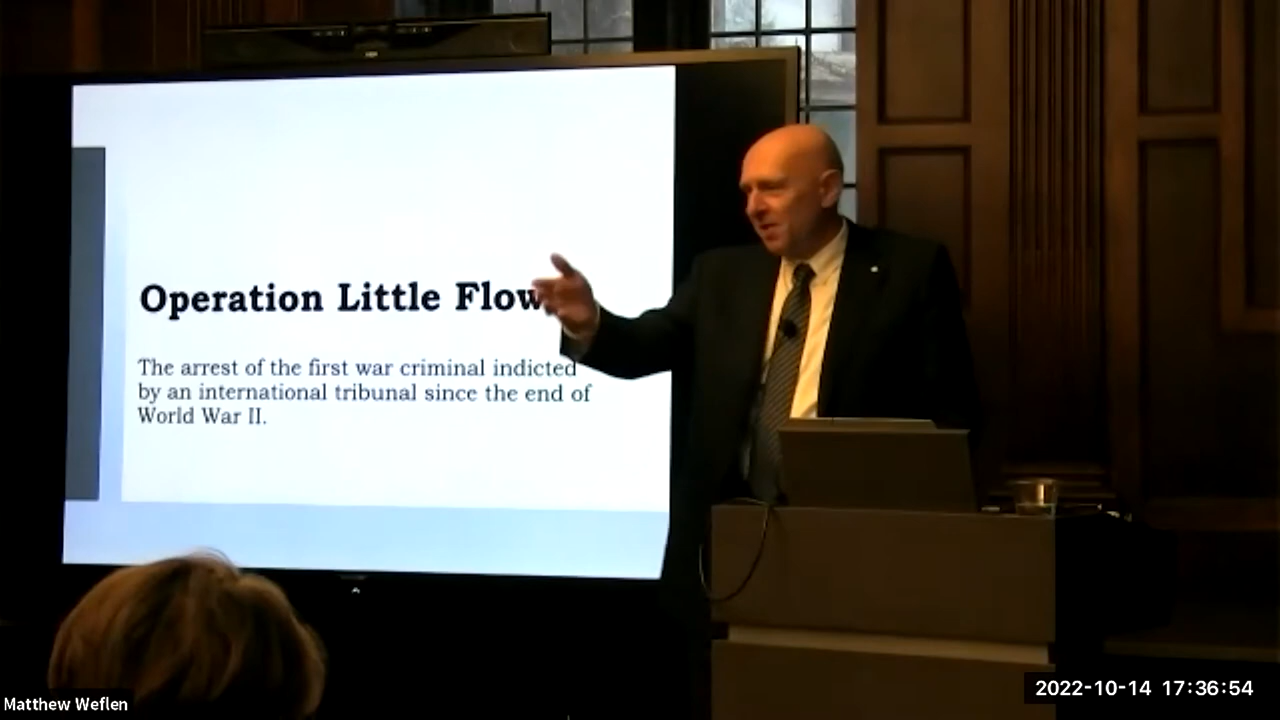 Operation Little Flow
The arrest of the first war criminal indicted
by an international tribunal since the end of
World War II.
Matthew Weflen
2022-10-14 17:36:54